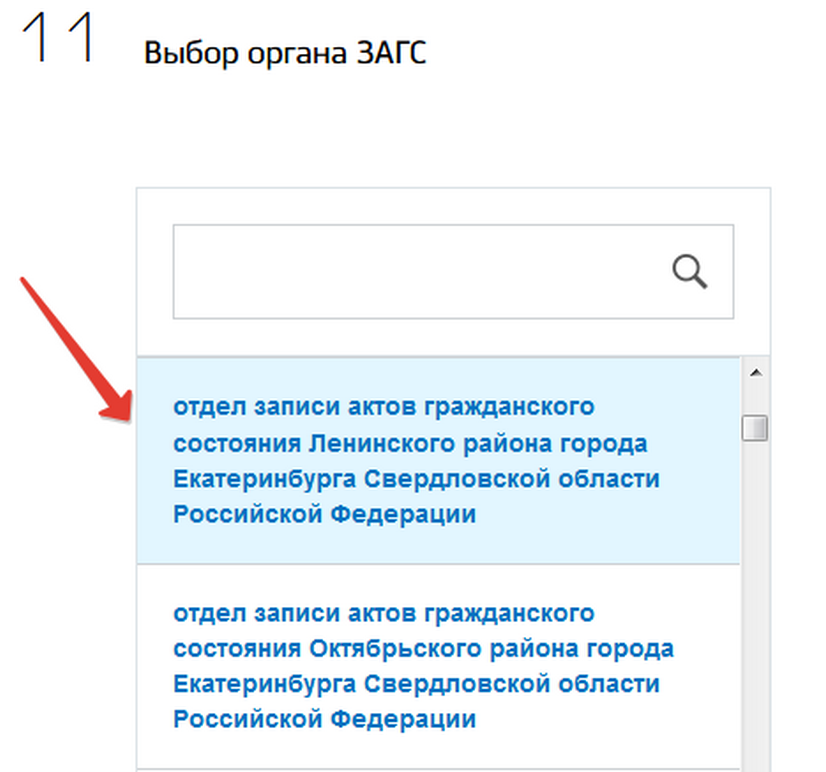 11 Выбор органа ЗАГС
отдел записи актов гражданского
состояния Ленинского района города
Екатеринбурга Свердловской области
Российской Федерации
отдел записи актов гражданского
состояния Октябрьского района города
Екатеринбурга Свердловской области
Российской Федерации